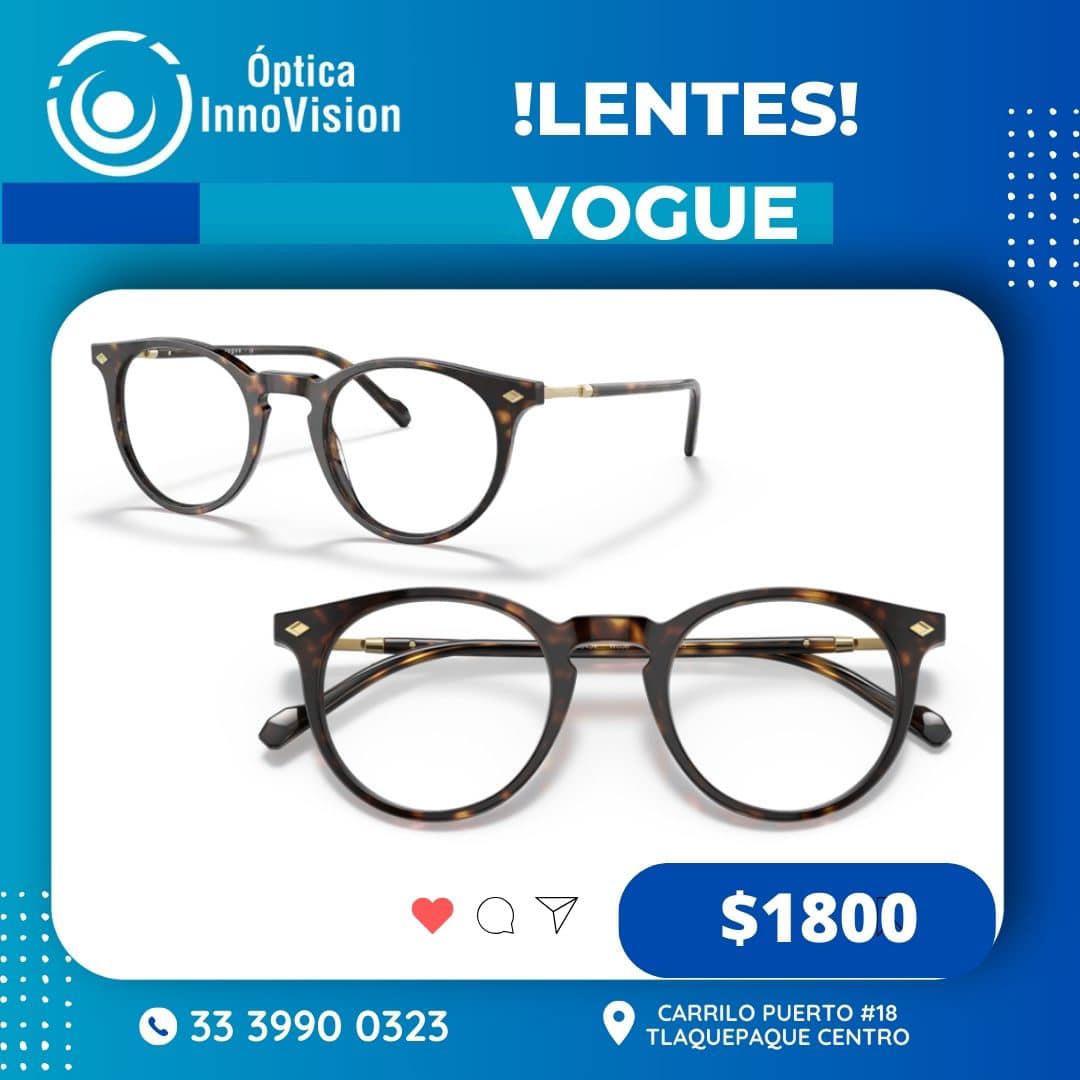 Óptica
InnoVision
!LENTES!
VOGUE
$1800
33 3990 0323
CARRILO PUERTO #18
TLAQUEPAQUE CENTRO